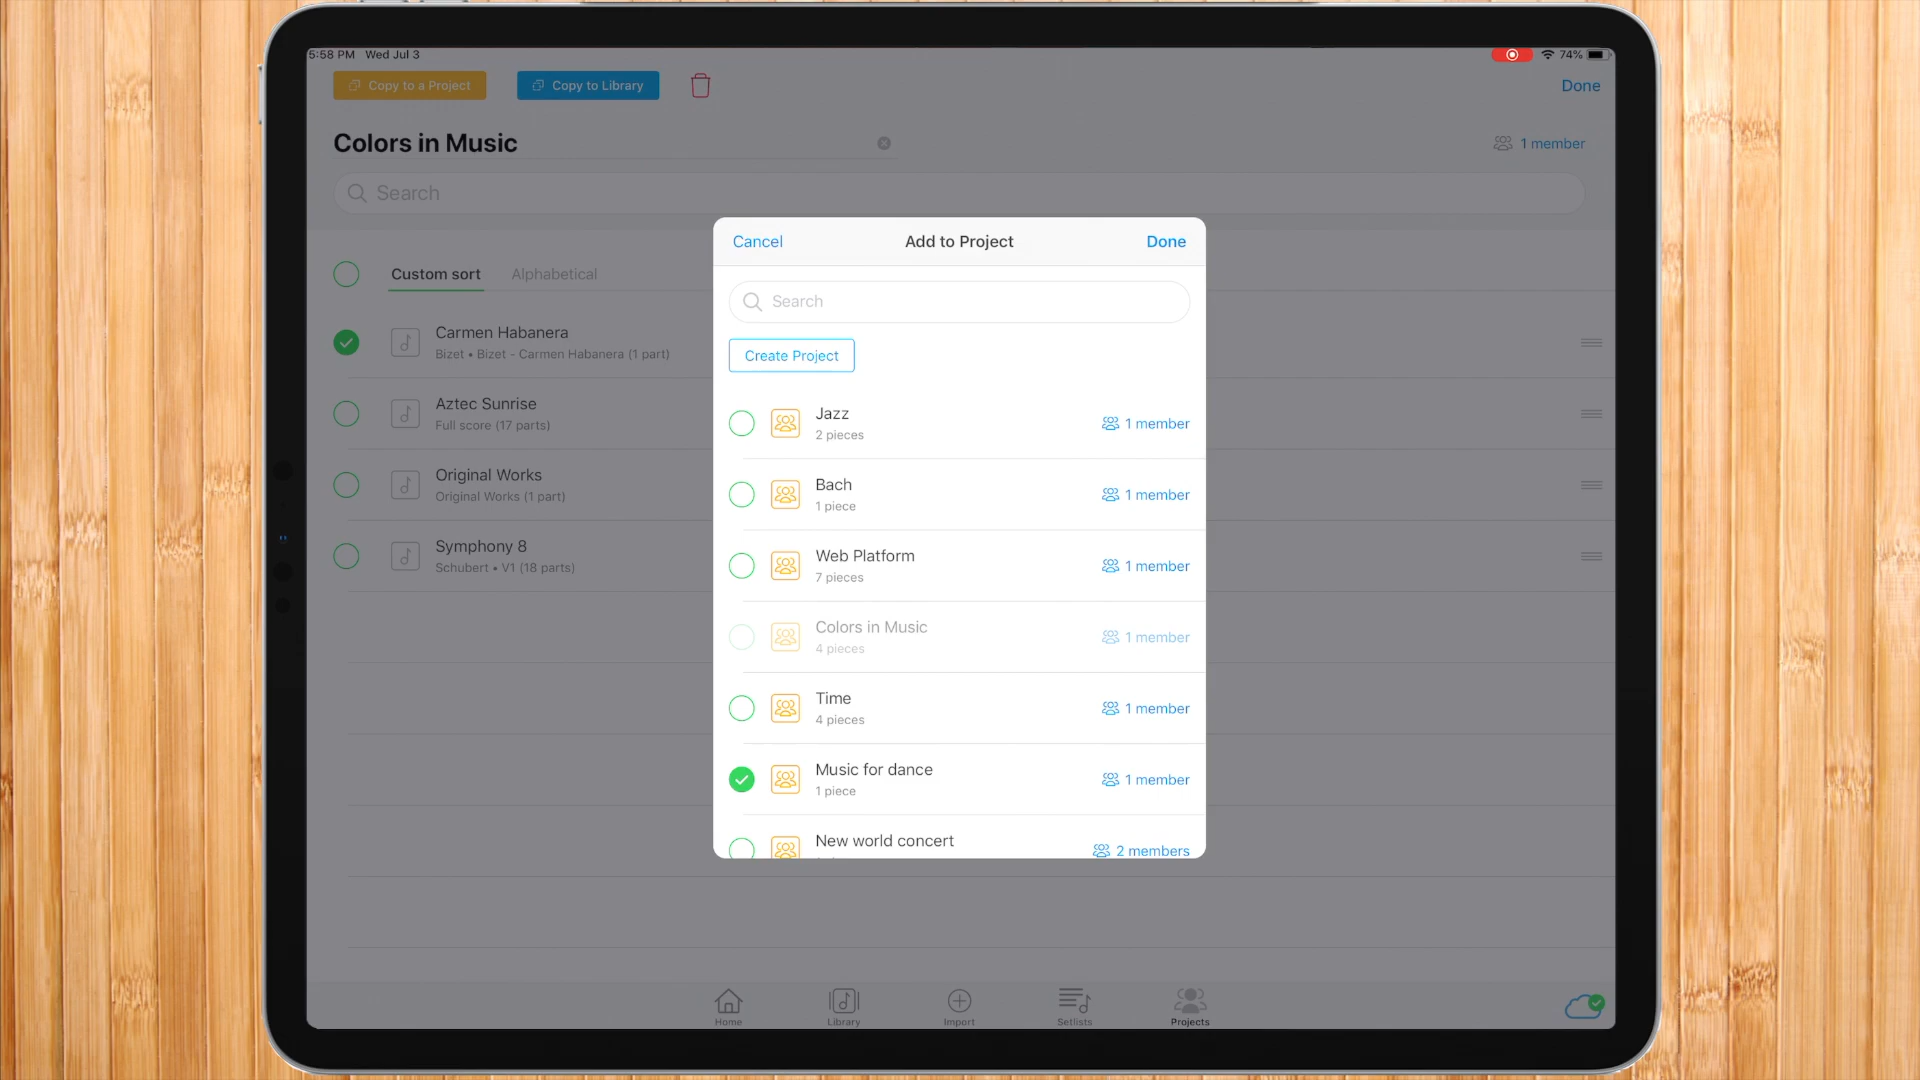 5:58 PM Wed Jul 3
74%
Copy to a Project
Copy to Library
Done
Colors in Music
1 member
Search
Custom sort
Alphabetical
Carmen Habanera
Bizet • Bizet - Carmen Habanera (1 part)
Aztec Sunrise
Full score (17 parts)
Original Works
Original Works (1 part)
Symphony 8
Schubert • V1 (18 parts)
Cancel
Add to Project
Done
Search
Create Project
Jazz
2 pieces
1 member
Bach
1 piece
1 member
Web Platform
7 pieces
1 member
Colors in Music
4 pieces
1 member
Time
4 pieces
1 member
Music for dance
1 piece
1 member
New world concert
2 members
Home
Library
Import
Setlists
Projects